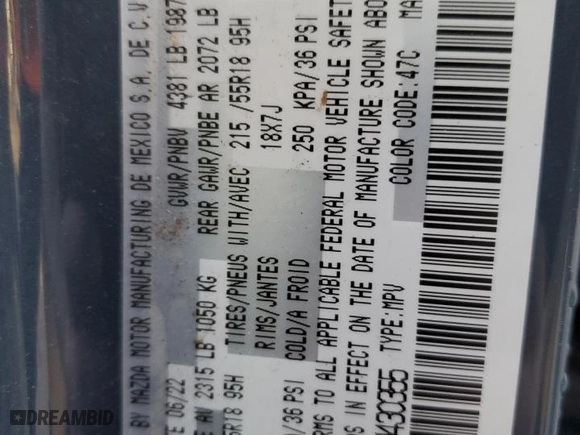 BY MAZDA MOTOR MANUFACTURING DE MEXICO S.A. DE C.V
TE 06/22 GVWR/PNBV 4381 LB 1987
AV 2315 LB 1050 KG REAR GAWR/PNBE AR 2072 LB
5R18 95H TIRES/PNEUS WITH/AVEC 215/55R18 95H
RIMS/JANTES 18X7J
/36 PSI COLD/A FROID 250 KPA/36 PSI
RMS TO ALL APPLICABLE FEDERAL MOTOR VEHICLE SAFET
S IN EFFECT ON THE DATE OF MANUFACTURE SHOWN ABO
430355 TYPE:MPV COLOR CODE:47C MA
DREAMBID